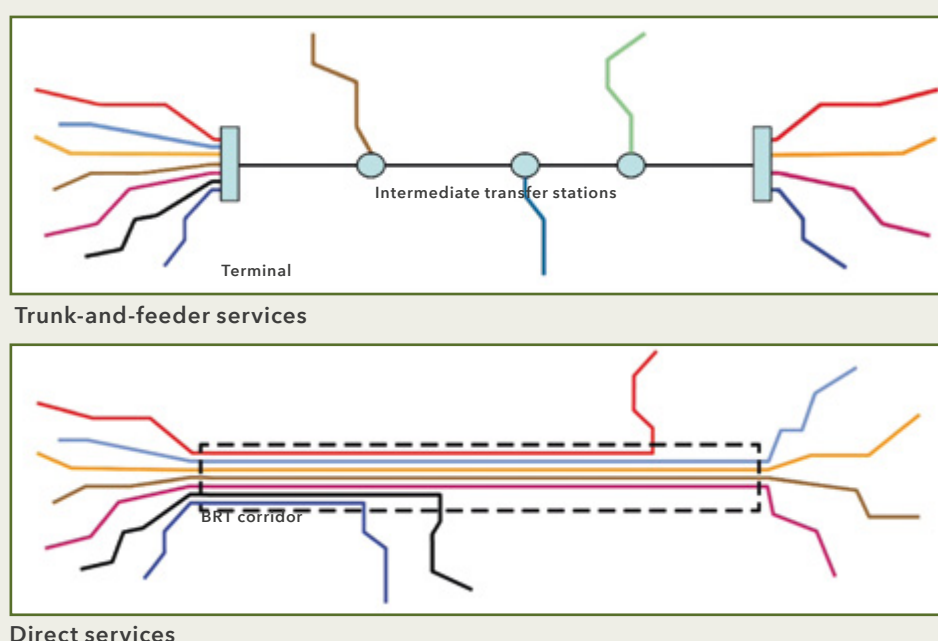 Intermediate transfer stations
Terminal
Trunk-and-feeder services
BRT corridor
Direct services